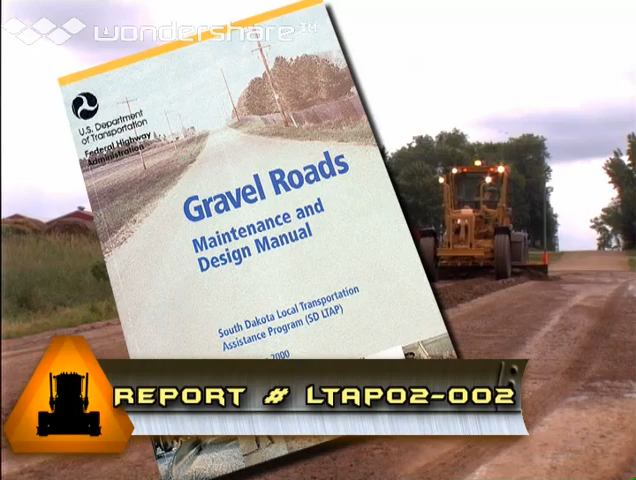 wondershare™
U.S. Department
of Transportation
Federal Highway
Administration
Gravel Roads
Maintenance and
Design Manual
South Dakota Local Transportation
Assistance Program (SD LTAP)
2000
REPORT # LTAP02-002